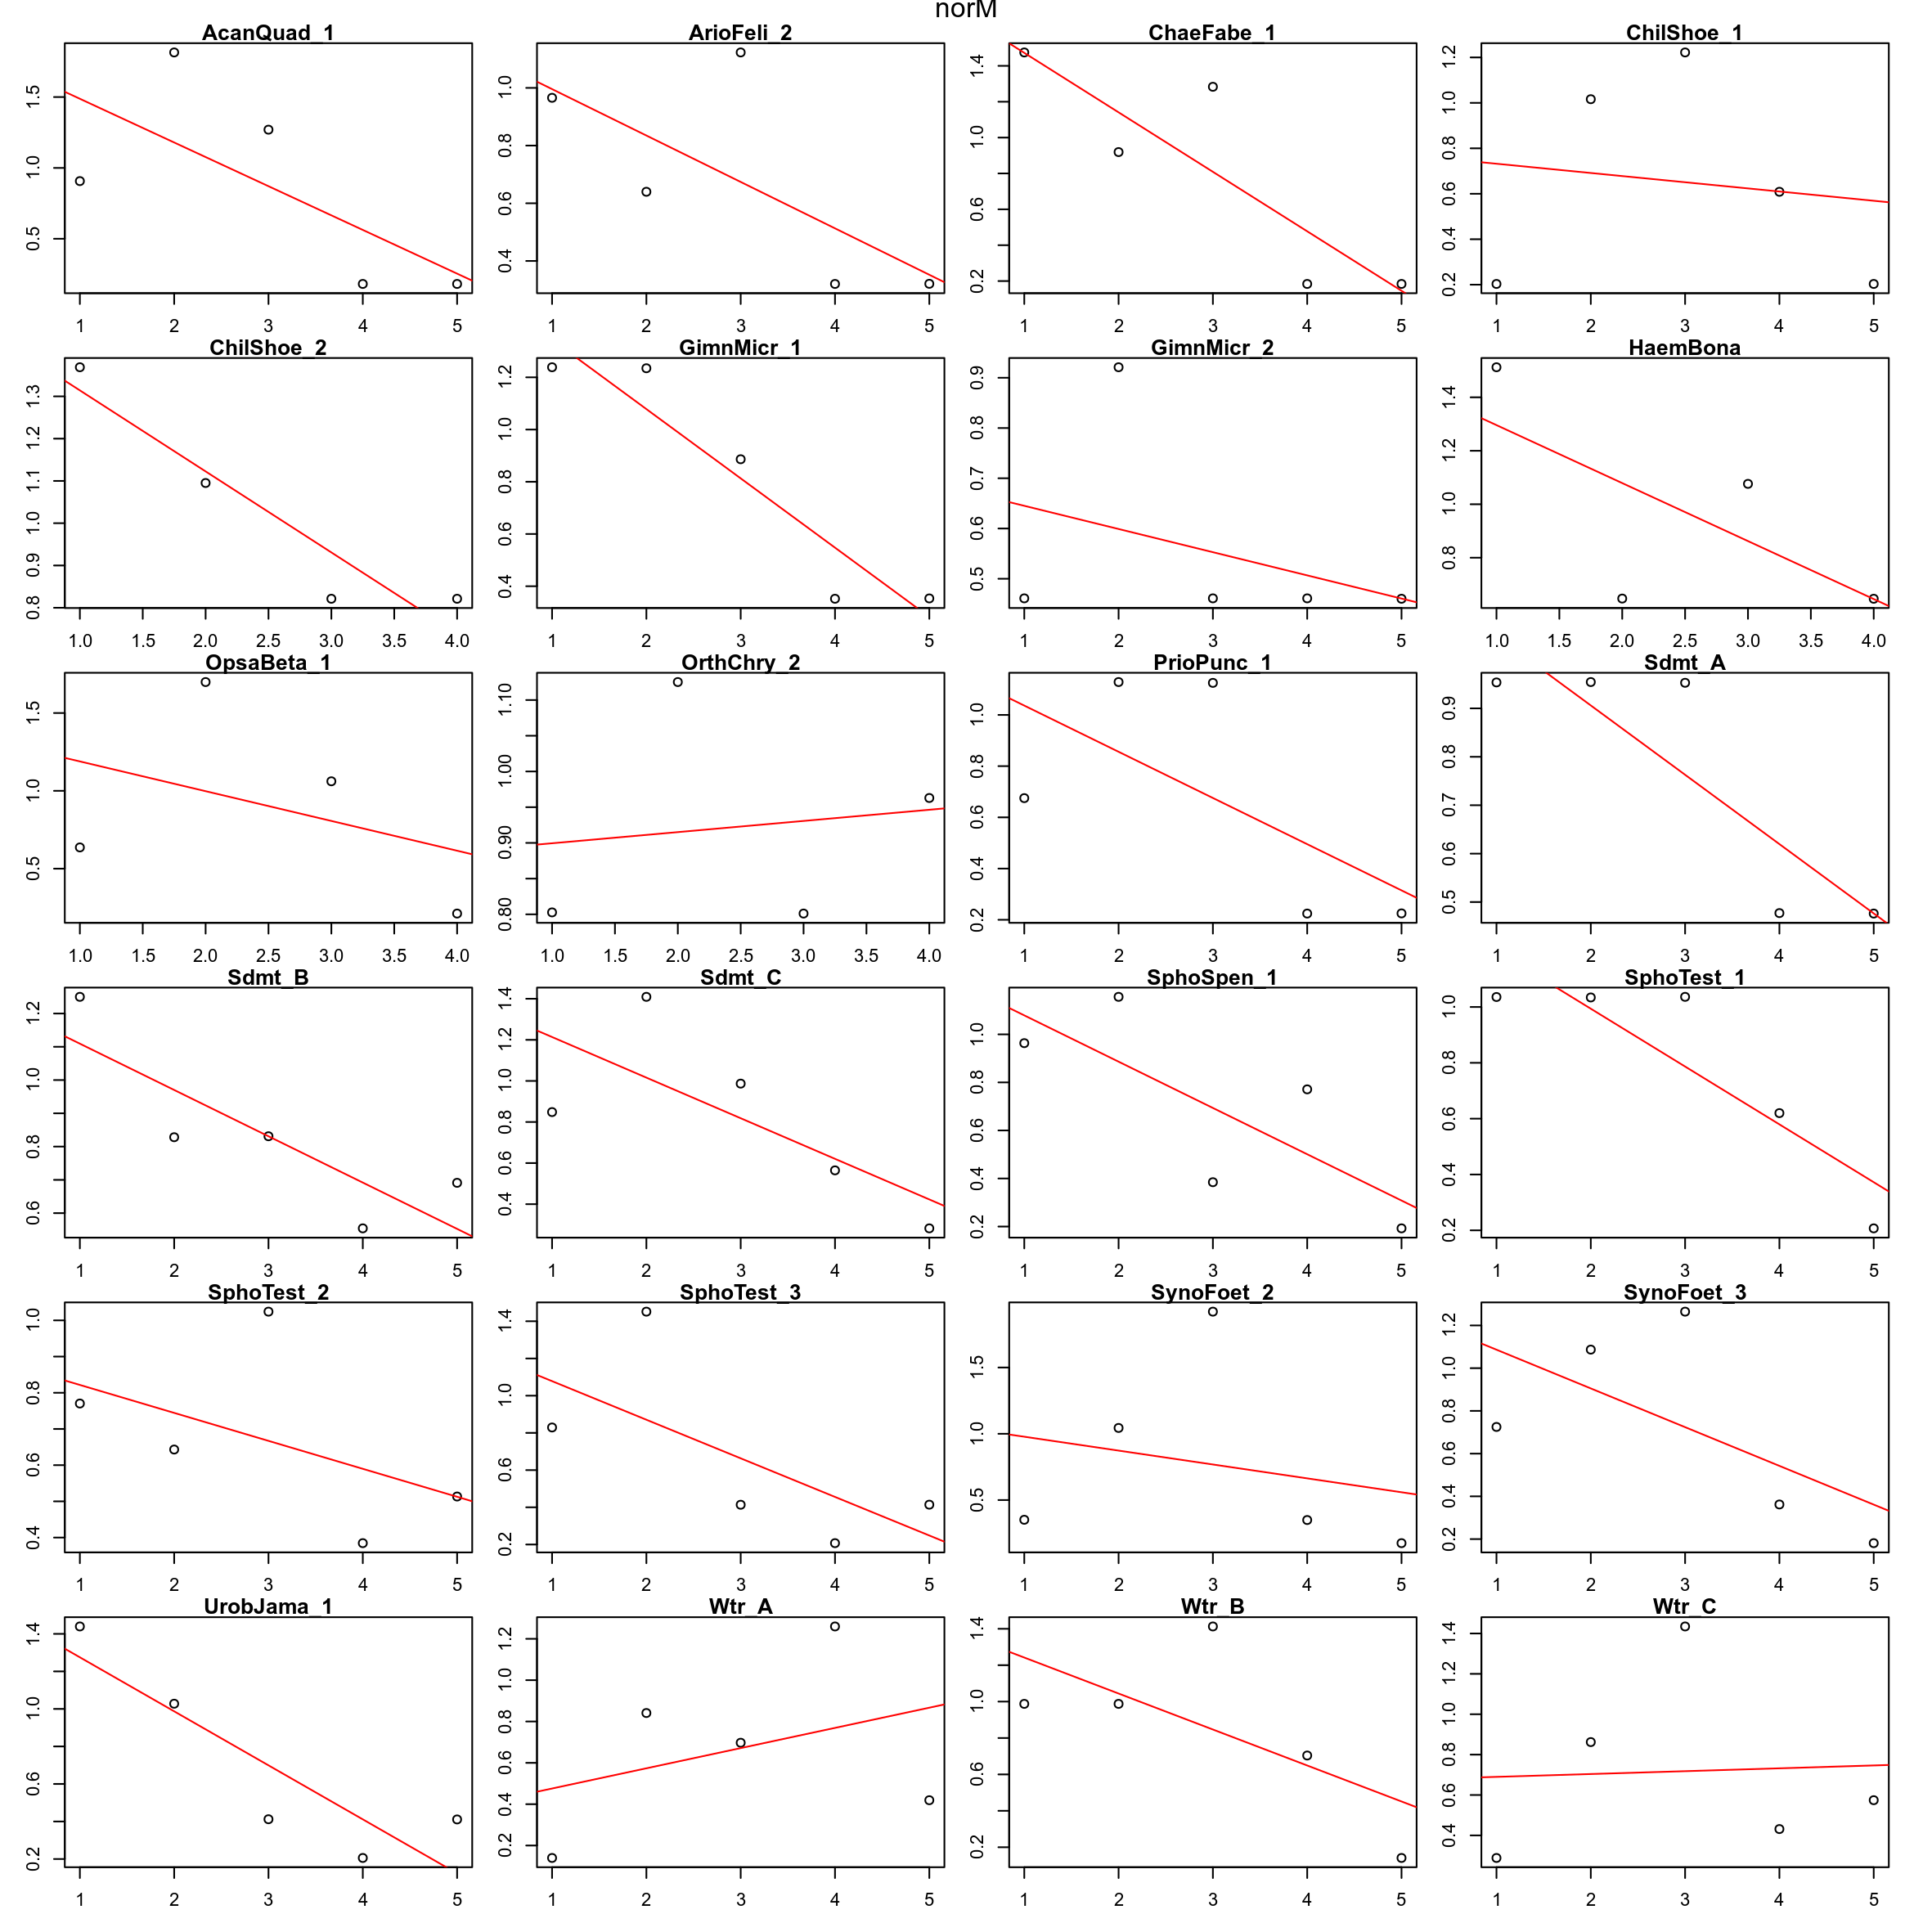 norM
AcanQuad_1 ArioFeli_2 ChaeFabe_1 ChilShoe_1
0.5 1.0 1.5
1 2 3 4 5
0.4 0.6 0.8 1.0
1 2 3 4 5
0.2 0.6 1.0 1.4
1 2 3 4 5
0.2 0.4 0.6 0.8 1.0 1.2
1 2 3 4 5
ChilShoe_2 GimnMicr_1 GimnMicr_2 HaemBona
0.8 0.9 1.0 1.1 1.2 1.3
1.0 1.5 2.0 2.5 3.0 3.5 4.0
0.4 0.6 0.8 1.0 1.2
1 2 3 4 5
0.5 0.6 0.7 0.8 0.9
1 2 3 4 5
0.8 1.0 1.2 1.4
1.0 1.5 2.0 2.5 3.0 3.5 4.0
OpsaBeta_1 OrthChry_2 PrioPunc_1 Sdmt_A
0.5 1.0 1.5
1.0 1.5 2.0 2.5 3.0 3.5 4.0
0.80 0.90 1.00 1.10
1.0 1.5 2.0 2.5 3.0 3.5 4.0
0.2 0.4 0.6 0.8 1.0
1 2 3 4 5
0.5 0.6 0.7 0.8 0.9
1 2 3 4 5
Sdmt_B Sdmt_C SphoSpen_1 SphoTest_1
0.6 0.8 1.0 1.2
1 2 3 4 5
0.4 0.6 0.8 1.0 1.2 1.4
1 2 3 4 5
0.2 0.4 0.6 0.8 1.0
1 2 3 4 5
0.2 0.4 0.6 0.8 1.0
1 2 3 4 5
SphoTest_2 SphoTest_3 SynoFoet_2 SynoFoet_3
0.4 0.6 0.8 1.0
1 2 3 4 5
0.2 0.6 1.0 1.4
1 2 3 4 5
0.5 1.0 1.5
1 2 3 4 5
0.2 0.4 0.6 0.8 1.0 1.2
1 2 3 4 5
UrobJama_1 Wtr_A Wtr_B Wtr_C
0.2 0.6 1.0 1.4
1 2 3 4 5
0.2 0.4 0.6 0.8 1.0 1.2
1 2 3 4 5
0.2 0.6 1.0 1.4
1 2 3 4 5
0.4 0.6 0.8 1.0 1.2 1.4
1 2 3 4 5